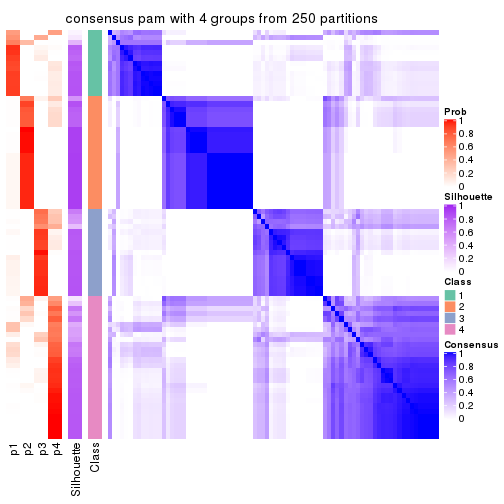 consensus pam with 4 groups from 250 partitions
Prob
1
0.8
0.6
0.4
0.2
0
Silhouette
1
0.8
0.6
0.4
0.2
0
Class
1
2
3
4
Consensus
1
0.8
0.6
0.4
0.2
0
p1
p2
p3
p4
Silhouette
Class